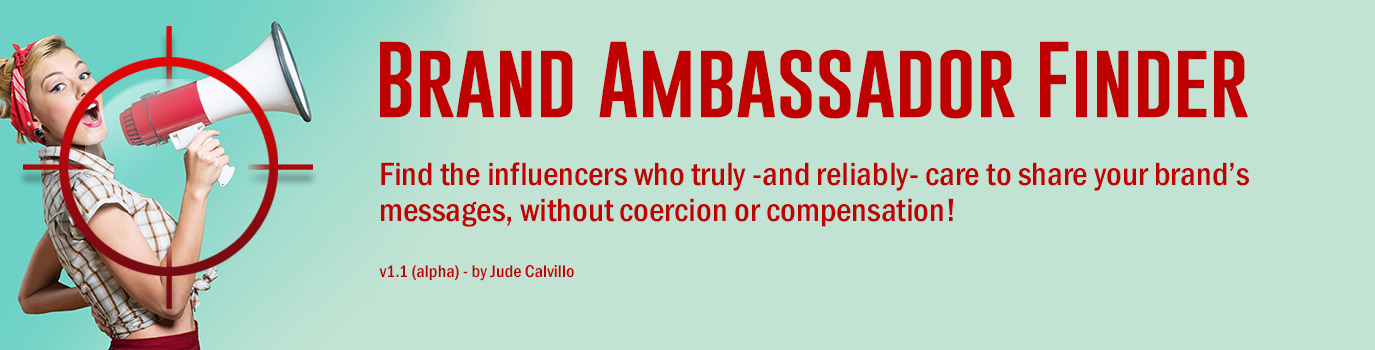 Brand Ambassador Finder
Find the influencers who truly -and reliably- care to share your brand's
messages, without coercion or compensation!
v1.1 (alpha) - by Jude Calvillo